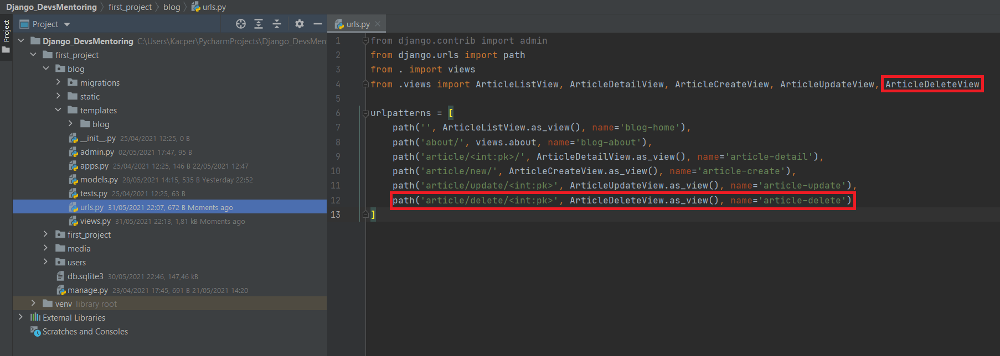 Django_DevsMentoring first_project blog urls.py
Project
Project
urls.py
Django_DevsMentoring C:\Users\Kacper\PycharmProjects\Django_DevsMen
first_project
blog
migrations
static
templates
blog
__init__.py 25/04/2021 12:25, 0 B
admin.py 02/05/2021 17:47, 95 B
apps.py 25/04/2021 12:25, 146 B 22/05/2021 12:47
models.py 28/05/2021 14:15, 535 B Yesterday 22:52
tests.py 25/04/2021 12:25, 63 B
urls.py 31/05/2021 22:07, 672 B Moments ago
views.py 31/05/2021 22:13, 1,81 kB Moments ago
first_project
media
users
db.sqlite3 30/05/2021 22:46, 147,46 kB
manage.py 23/04/2021 17:45, 691 B 21/05/2021 14:20
venv library root
External Libraries
Scratches and Consoles
1 from django.contrib import admin
2 from django.urls import path
3 from . import views
4 from .views import ArticleListView, ArticleDetailView, ArticleCreateView, ArticleUpdateView, ArticleDeleteView
5
6 urlpatterns = [
7 path('', ArticleListView.as_view(), name='blog-home'),
8 path('about/', views.about, name='blog-about'),
9 path('article/<int:pk>/', ArticleDetailView.as_view(), name='article-detail'),
10 path('article/new/', ArticleCreateView.as_view(), name='article-create'),
11 path('article/update/<int:pk>', ArticleUpdateView.as_view(), name='article-update'),
12 path('article/delete/<int:pk>', ArticleDeleteView.as_view(), name='article-delete')
13 ]